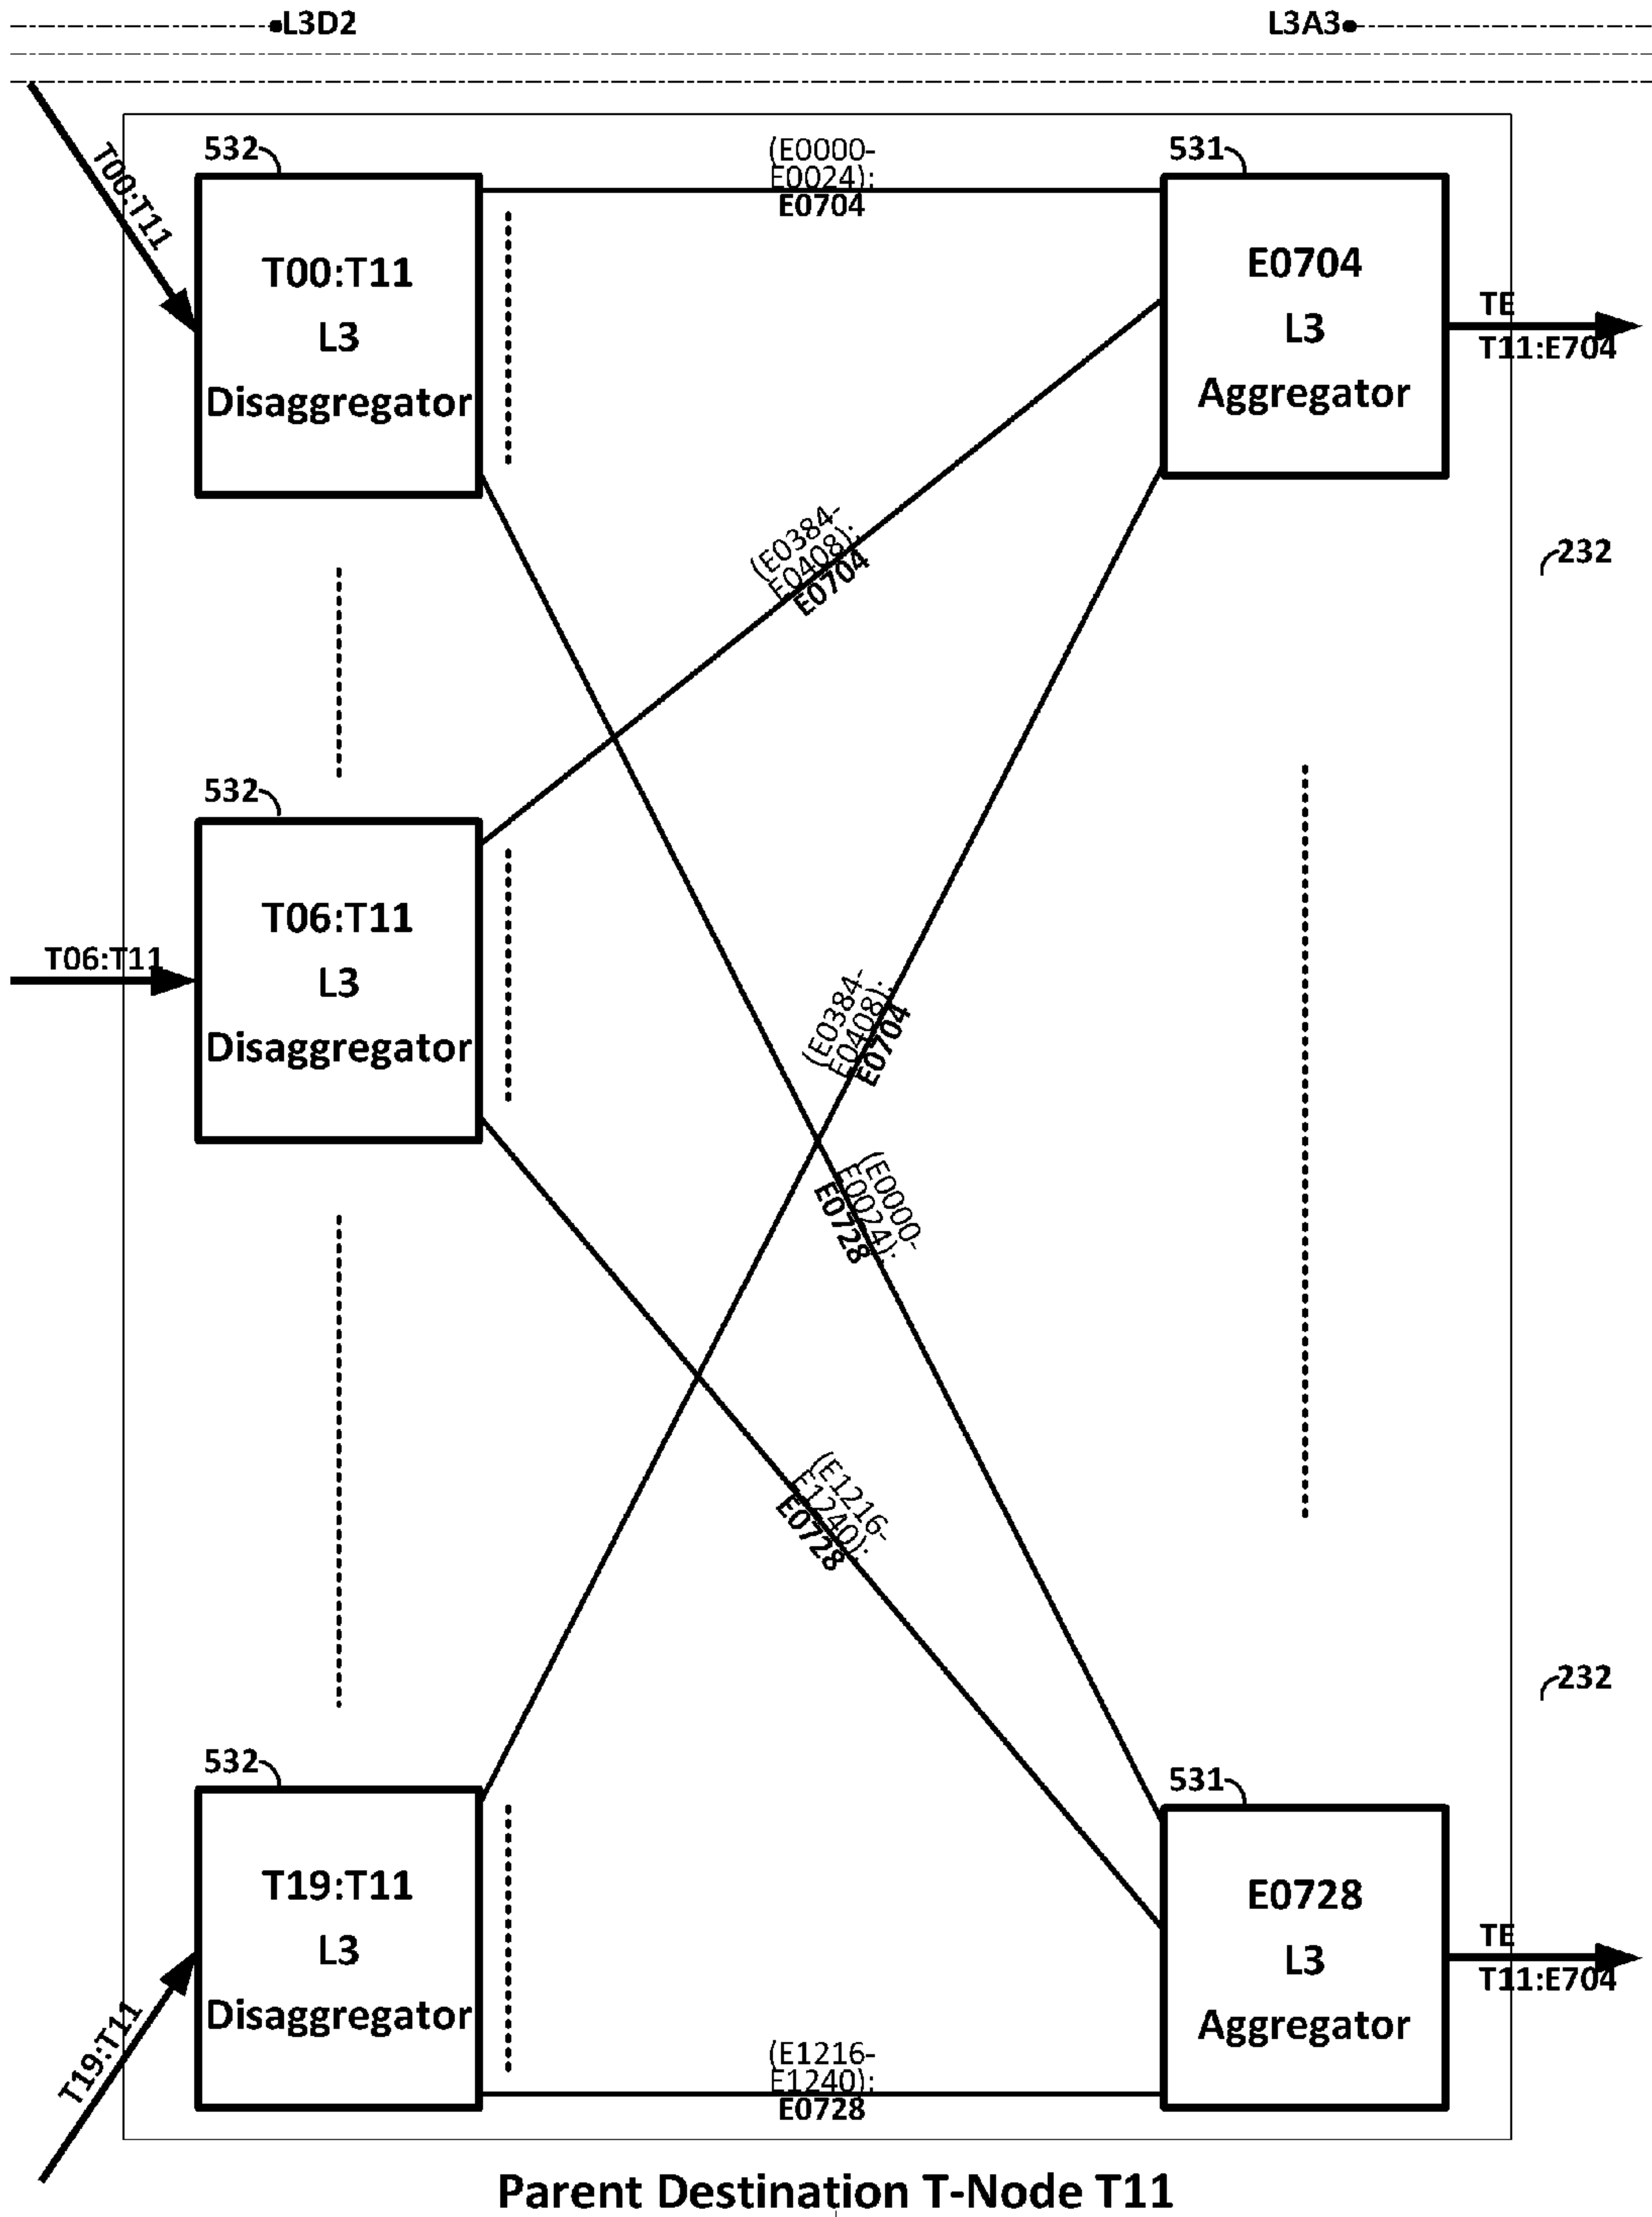 L3D2
L3A3
T00:T11
532
(E0000-
E0024);
E0704
531
T00:T11
L3
Disaggregator
E0704
L3
Aggregator
TE
T11:E704
(E0384-
E0408);
E0704
232
532
T06:T11
T06:T11
L3
Disaggregator
(E0384-
E0408);
E0704
(E0000-
E0024);
E0728
(E1216-
E1240);
E0728
232
532
531
T19:T11
T19:T11
L3
Disaggregator
E0728
L3
Aggregator
TE
T11:E704
(E1216-
E1240);
E0728
Parent Destination T-Node T11